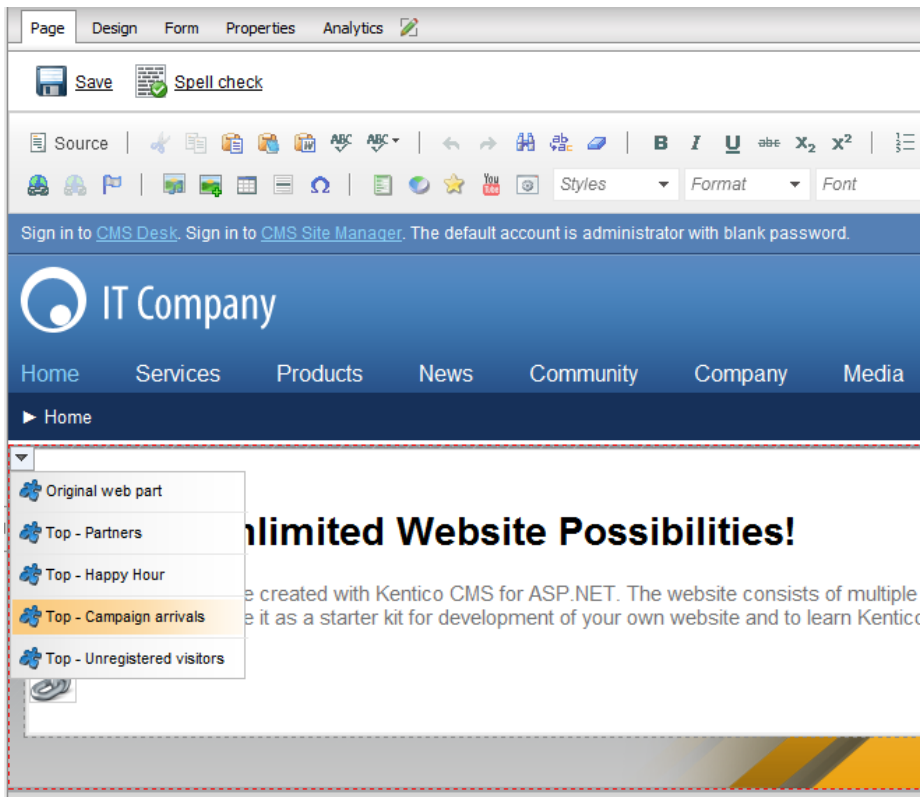 Page Design Form Properties Analytics
Save Spell check
Source ABC ABC B I U abc X2 X2
Ω You Tube Styles Format Font
Sign in to CMS Desk. Sign in to CMS Site Manager. The default account is administrator with blank password.
IT Company
Home Services Products News Community Company Media
► Home
Original web part
Top - Partners
nlimited Website Possibilities!
Top - Happy Hour
e created with Kentico CMS for ASP.NET. The website consists of multiple
Top - Campaign arrivals
e it as a starter kit for development of your own website and to learn Kentico
Top - Unregistered visitors